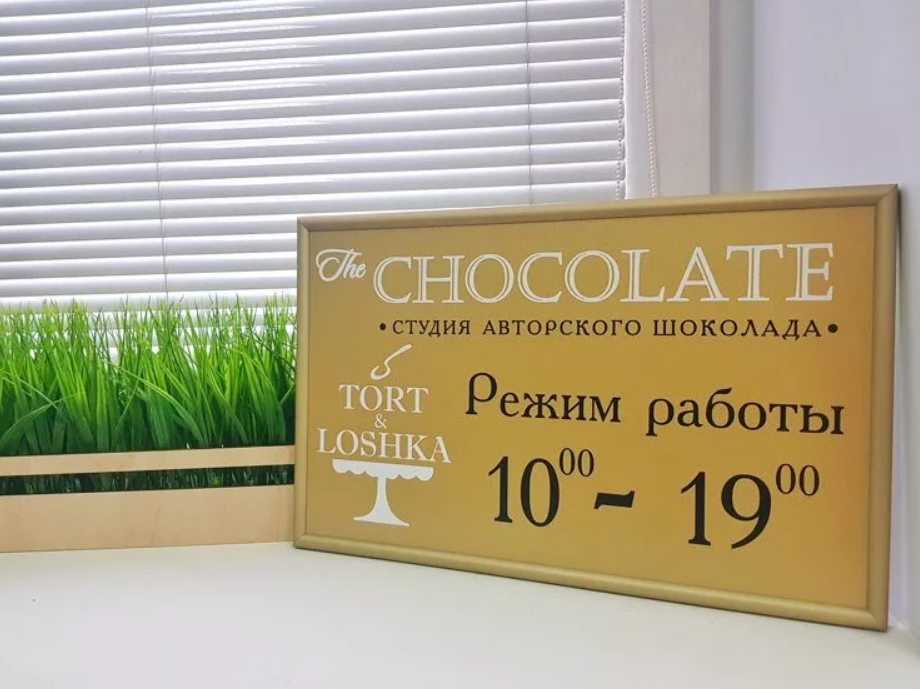 The CHOCOLATE
•СТУДИЯ АВТОРСКОГО ШОКОЛАДА•
TORT
&
LOSHKA
Режим работы
10⁰⁰ - 19⁰⁰